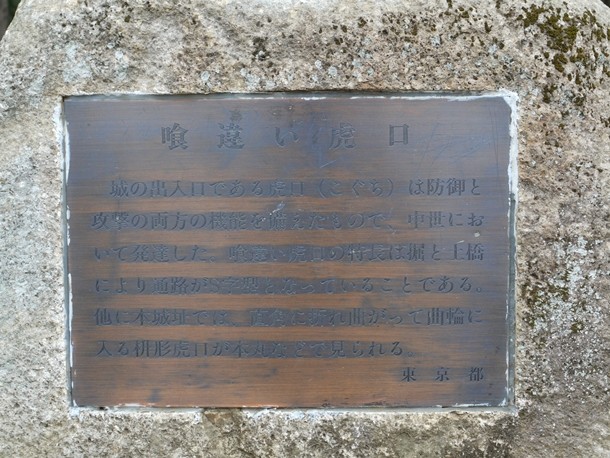 喰違い虎口
城の出入口である虎口（こぐち）は防御と
攻撃の両方の機能を備えたもので、中世にお
いて発達した。喰違い虎口の特長は掘と土橋
により通路がS字型になっていることである。
他に本城址では、直角に折れ曲がって曲輪に
入る枡形虎口が本丸などで見られる。
東京都